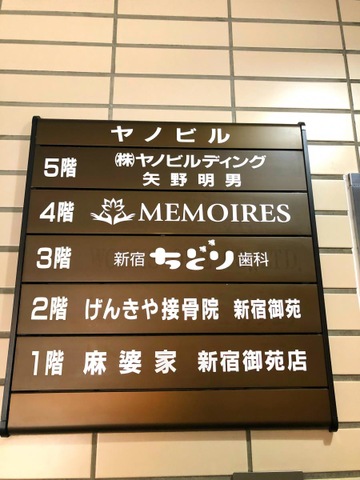 ヤノビル
5階 ㈱ヤノビルディング
矢野明男
4階 MEMOIRES
3階 新宿 ちどり 歯科
2階 げんきや接骨院 新宿御苑
1階 麻婆家 新宿御苑店